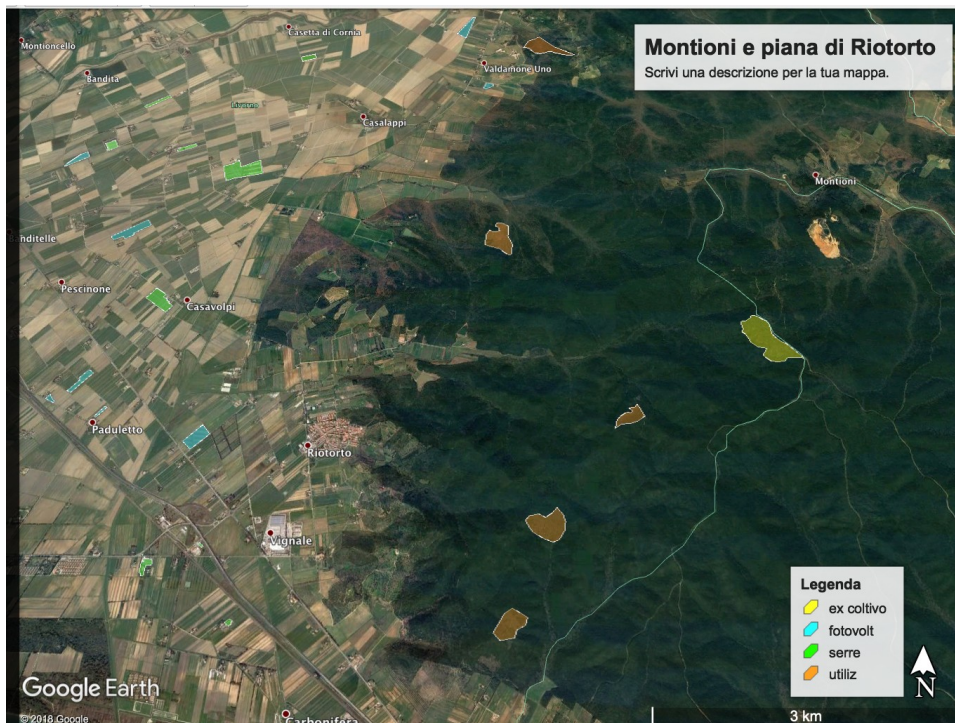 Montioncello
Casetta di Cornia
Montioni e piana di Riotorto
Scrivi una descrizione per la tua mappa.
Bandita
Valdamone Uno
Livorno
Casalappi
Montioni
nditelle
Pescinone
Casavolpi
Paduletto
Riotorto
Vignale
Legenda
ex coltivo
fotovolt
serre
utiliz
N
Google Earth
© 2018 Google
Carbonifera
3 km